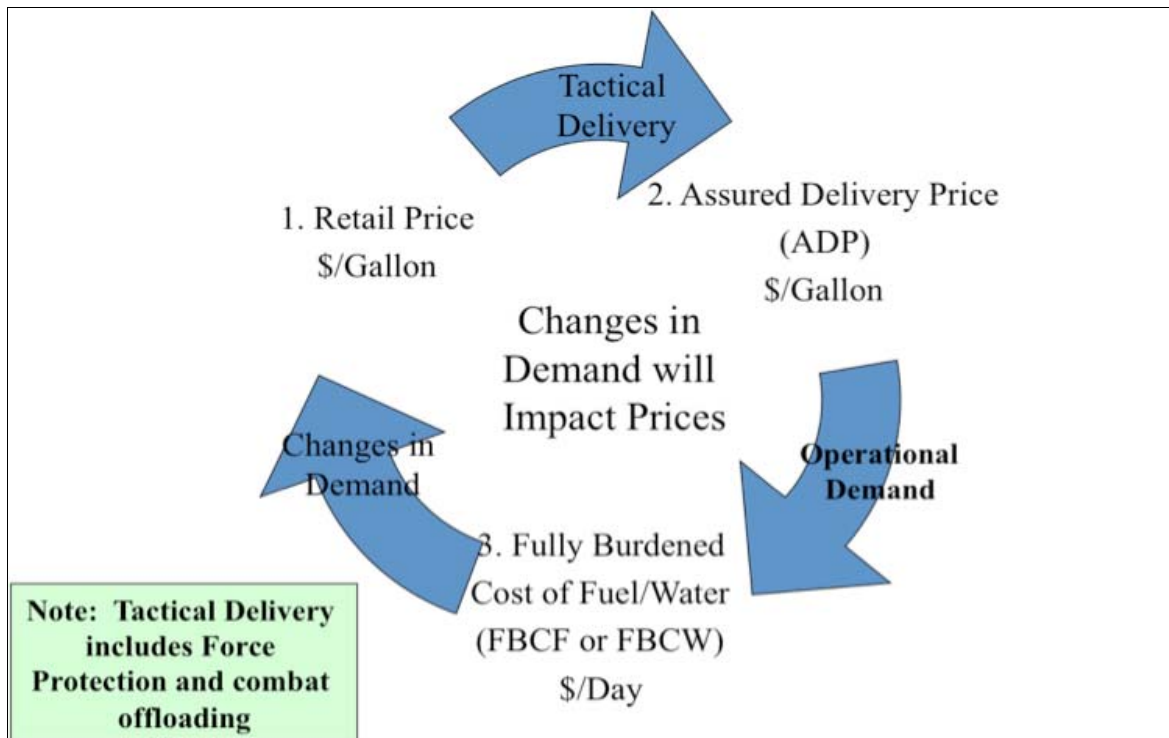 Tactical
Delivery
1. Retail Price
$/Gallon
2. Assured Delivery Price
(ADP)
$/Gallon
Changes in
Demand will
Impact Prices
Operational
Demand
3. Fully Burdened
Cost of Fuel/Water
(FBCF or FBCW)
$/Day
Changes in
Demand
Note: Tactical Delivery
includes Force
Protection and combat
offloading